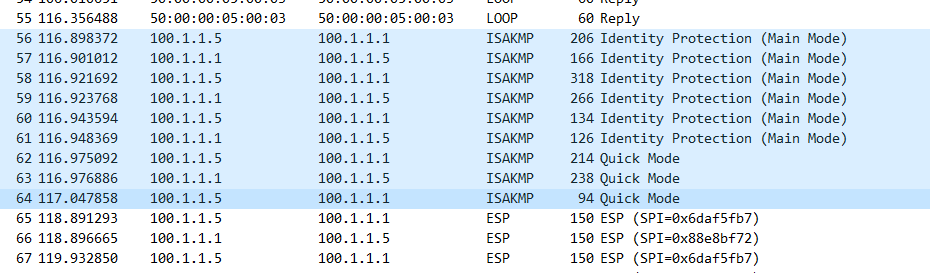 55 116.356488 50:00:00:05:00:03 50:00:00:05:00:03 LOOP 60 Reply
56 116.898372 100.1.1.5 100.1.1.1 ISAKMP 206 Identity Protection (Main Mode)
57 116.901012 100.1.1.1 100.1.1.5 ISAKMP 166 Identity Protection (Main Mode)
58 116.921692 100.1.1.5 100.1.1.1 ISAKMP 318 Identity Protection (Main Mode)
59 116.923768 100.1.1.1 100.1.1.5 ISAKMP 266 Identity Protection (Main Mode)
60 116.943594 100.1.1.5 100.1.1.1 ISAKMP 134 Identity Protection (Main Mode)
61 116.948369 100.1.1.1 100.1.1.5 ISAKMP 126 Identity Protection (Main Mode)
62 116.975092 100.1.1.5 100.1.1.1 ISAKMP 214 Quick Mode
63 116.976886 100.1.1.1 100.1.1.5 ISAKMP 238 Quick Mode
64 117.047858 100.1.1.5 100.1.1.1 ISAKMP 94 Quick Mode
65 118.891293 100.1.1.5 100.1.1.1 ESP 150 ESP (SPI=0x6daf5fb7)
66 118.896665 100.1.1.1 100.1.1.5 ESP 150 ESP (SPI=0x88e8bf72)
67 119.932850 100.1.1.5 100.1.1.1 ESP 150 ESP (SPI=0x6daf5fb7)